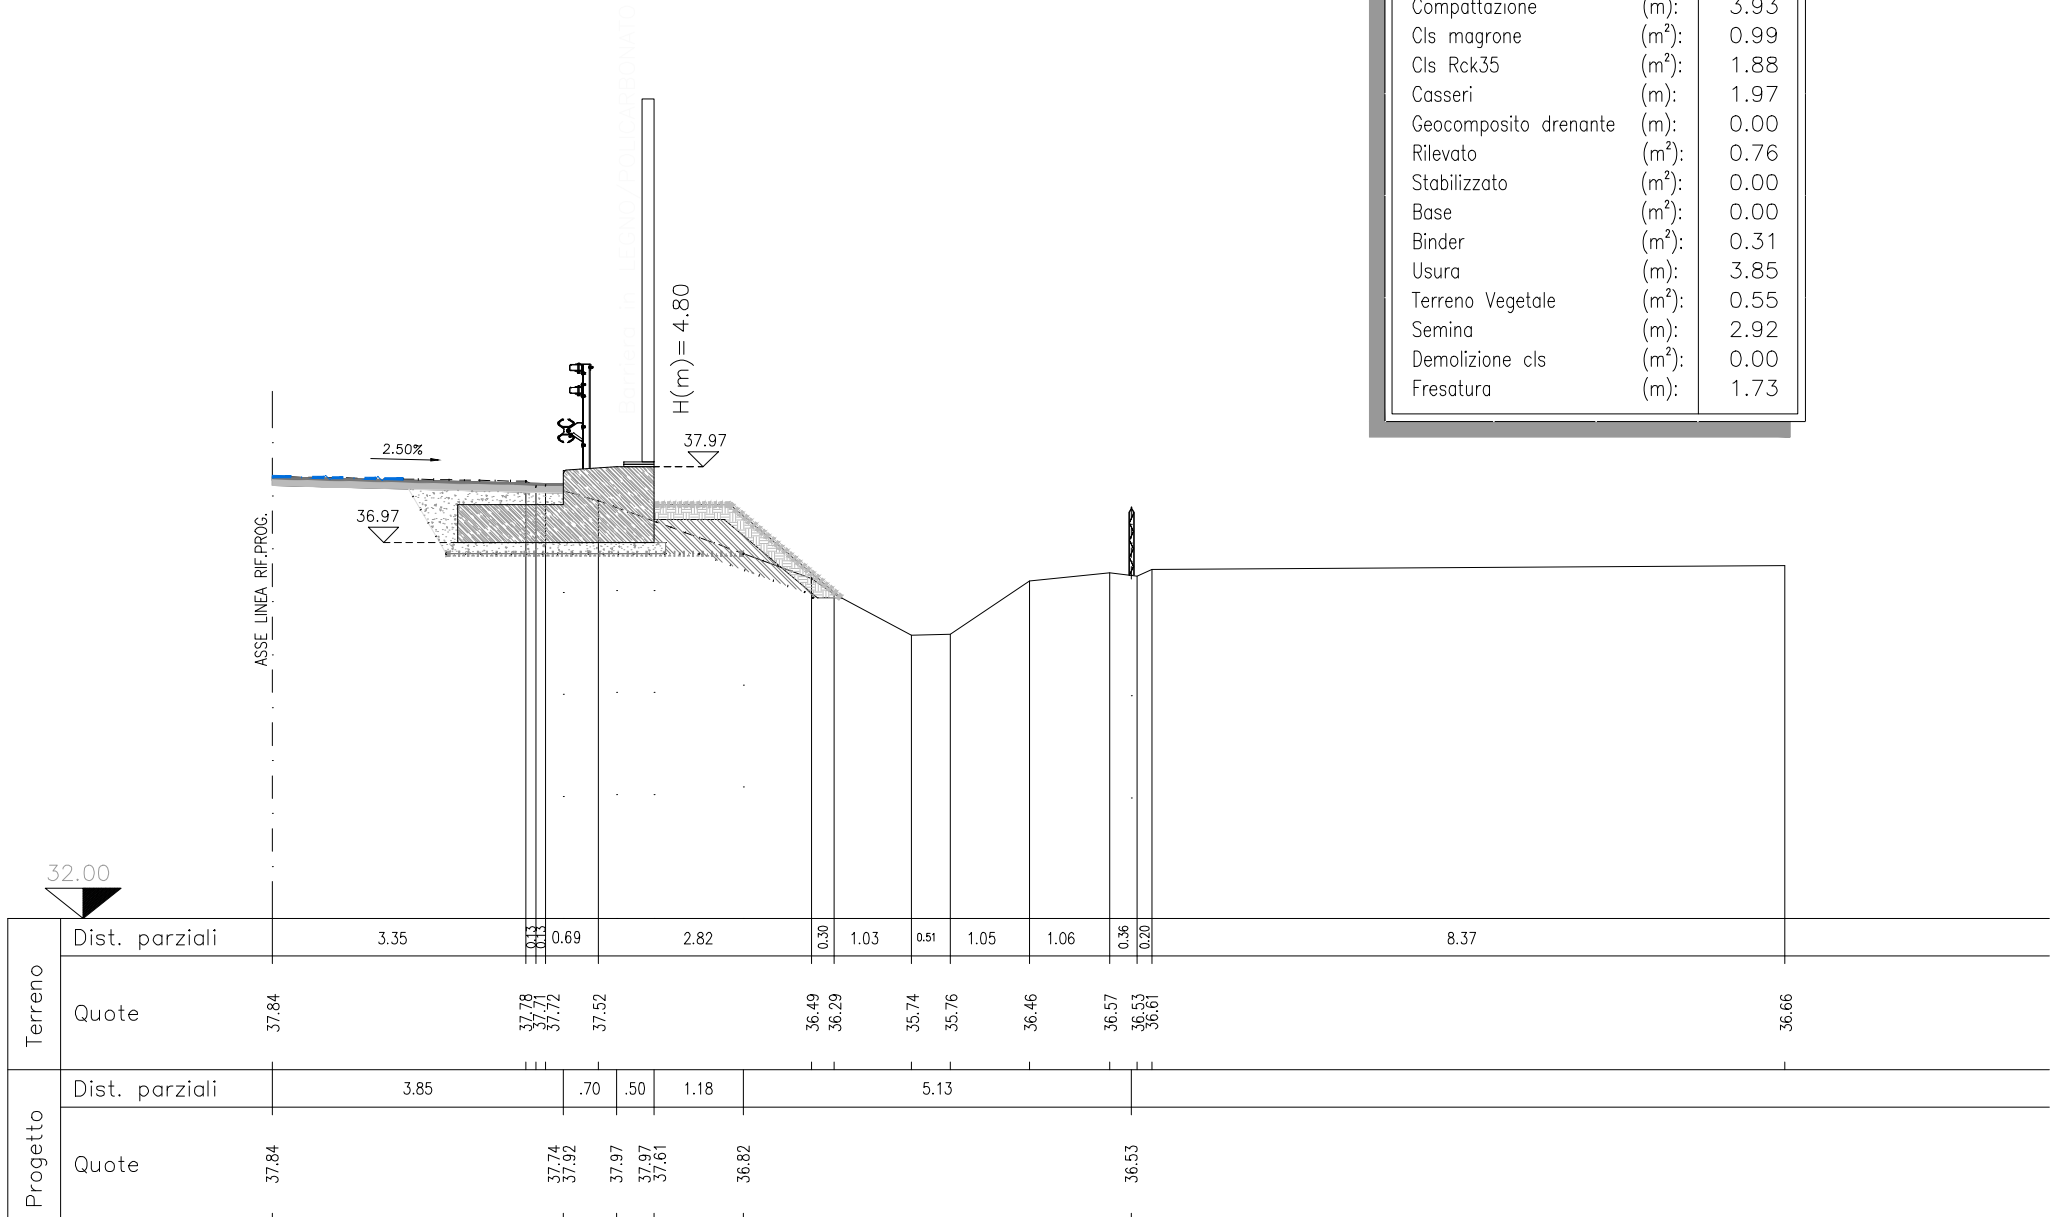 Compattazione (m): 3.93
Cls magrone (m²): 0.99
Cls Rck35 (m²): 1.88
Casseri (m): 1.97
Geocomposito drenante (m): 0.00
Rilevato (m²): 0.76
Stabilizzato (m²): 0.00
Base (m²): 0.00
Binder (m²): 0.31
Usura (m): 3.85
Terreno Vegetale (m²): 0.55
Semina (m): 2.92
Demolizione cls (m²): 0.00
Fresatura (m): 1.73
H(m)= 4.80
37.97
2.50%
36.97
ASSE LINEA RIF.PROG.
32.00
Terreno
Dist. parziali 3.35 0.13 0.13 0.69 2.82 0.30 1.03 0.51 1.05 1.06 0.36 0.20 8.37
Quote 37.84 37.78 37.71 37.72 37.52 36.49 36.29 35.74 35.76 36.46 36.57 36.53 36.61 36.66
Progetto
Dist. parziali 3.85 .70 .50 1.18 5.13
Quote 37.84 37.74 37.92 37.97 37.97 37.61 36.82 36.53